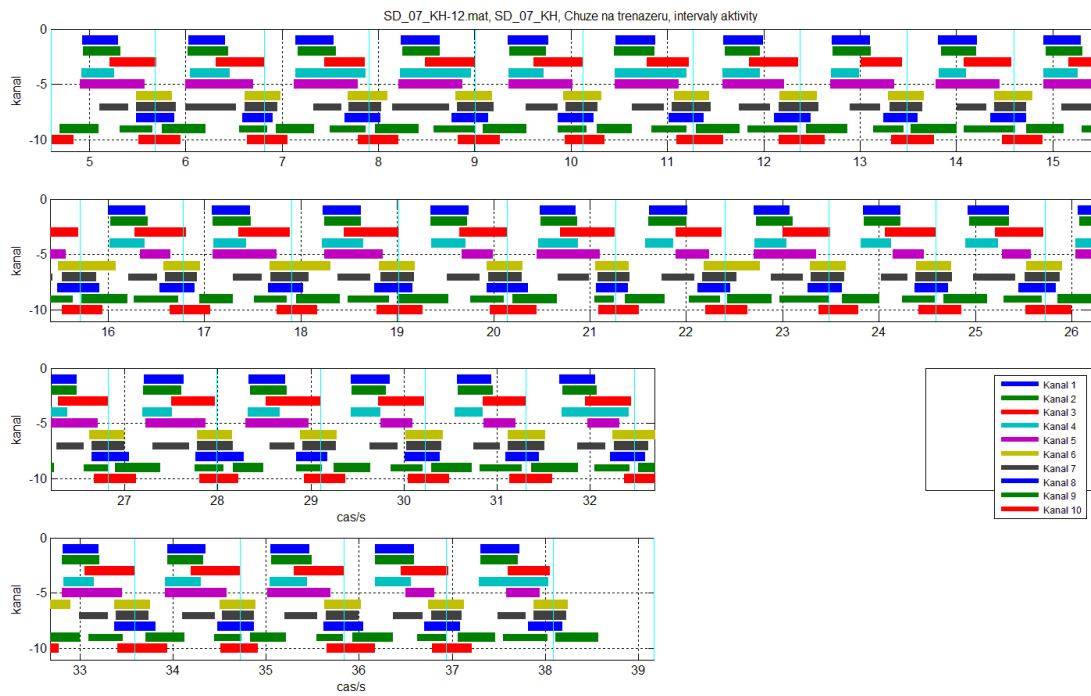 SD_07_KH-12.mat, SD_07_KH, Chuze na trenazeru, intervaly aktivity
0
-5
-10
kanal
5 6 7 8 9 10 11 12 13 14 15
0
-5
-10
kanal
16 17 18 19 20 21 22 23 24 25 26
0
-5
-10
kanal
27 28 29 30 31 32
cas/s
Kanal 1
Kanal 2
Kanal 3
Kanal 4
Kanal 5
Kanal 6
Kanal 7
Kanal 8
Kanal 9
Kanal 10
0
-5
-10
kanal
33 34 35 36 37 38 39
cas/s